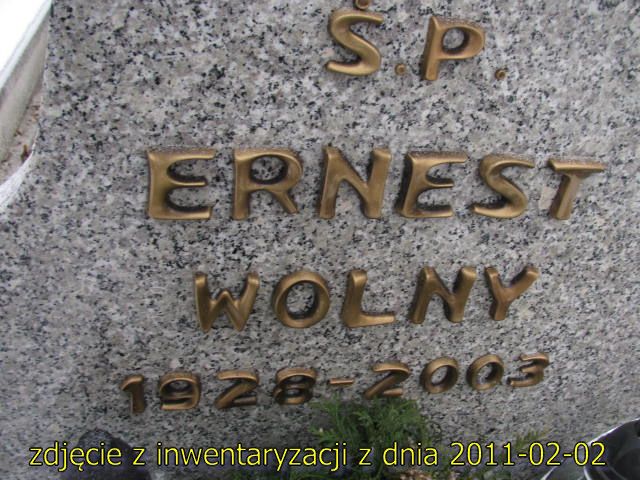 Ś.P.
ERNEST
WOLNY
1928-2003
zdjęcie z inwentaryzacji z dnia 2011-02-02